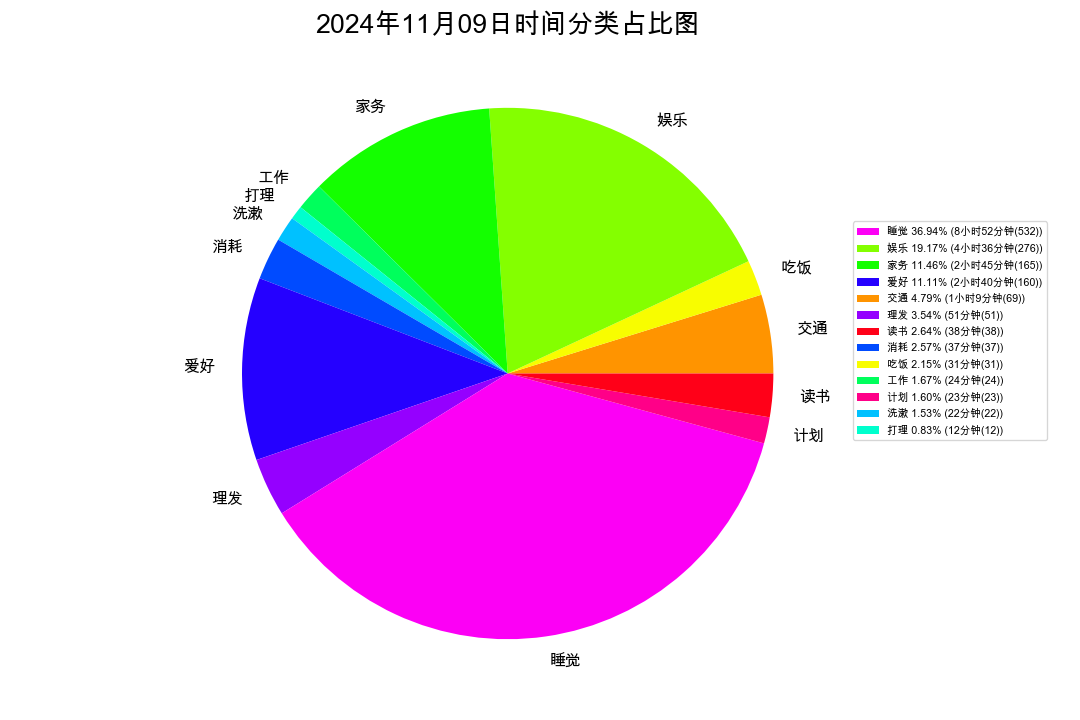 2024年11月09日时间分类占比图
家务
娱乐
工作
打理
洗漱
消耗
吃饭
交通
爱好
读书
计划
理发
睡觉
睡觉 36.94% (8小时52分钟(532))
娱乐 19.17% (4小时36分钟(276))
家务 11.46% (2小时45分钟(165))
爱好 11.11% (2小时40分钟(160))
交通 4.79% (1小时9分钟(69))
理发 3.54% (51分钟(51))
读书 2.64% (38分钟(38))
消耗 2.57% (37分钟(37))
吃饭 2.15% (31分钟(31))
工作 1.67% (24分钟(24))
计划 1.60% (23分钟(23))
洗漱 1.53% (22分钟(22))
打理 0.83% (12分钟(12))